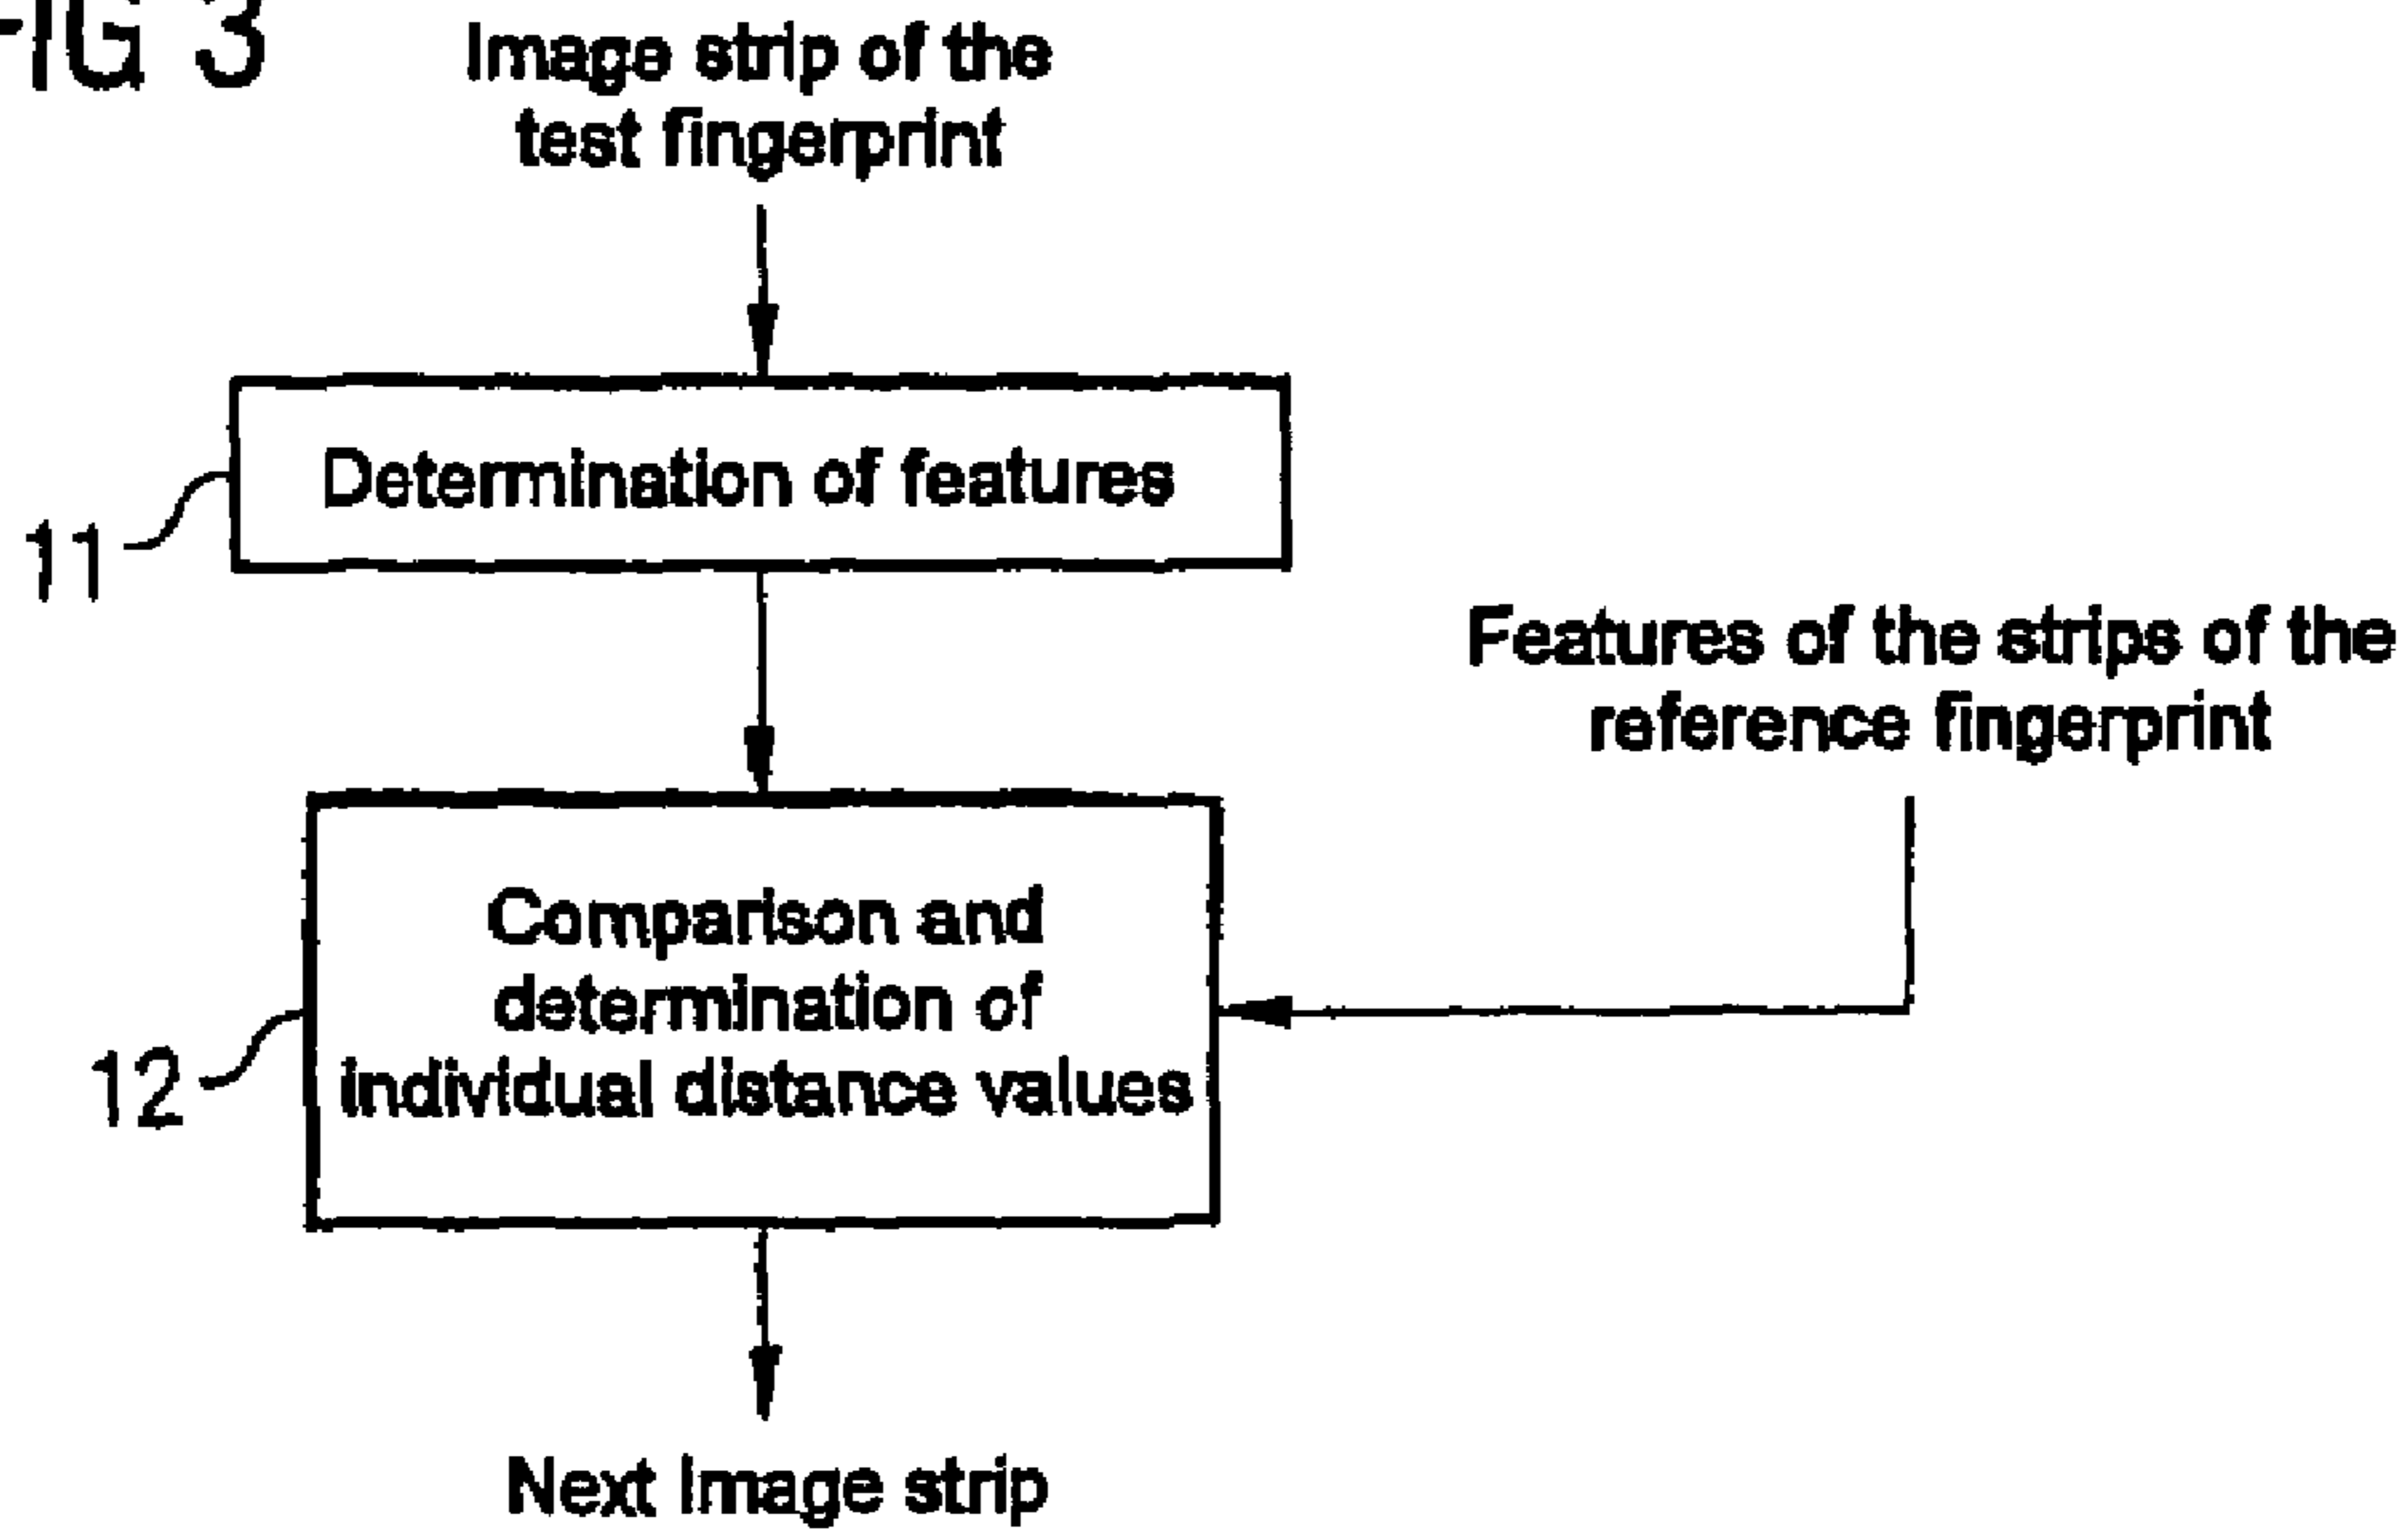 FIG 3
Image strip of the
test fingerprint
Determination of features
11
Features of the strips of the
reference fingerprint
Comparison and
determination of
individual distance values
12
Next Image strip